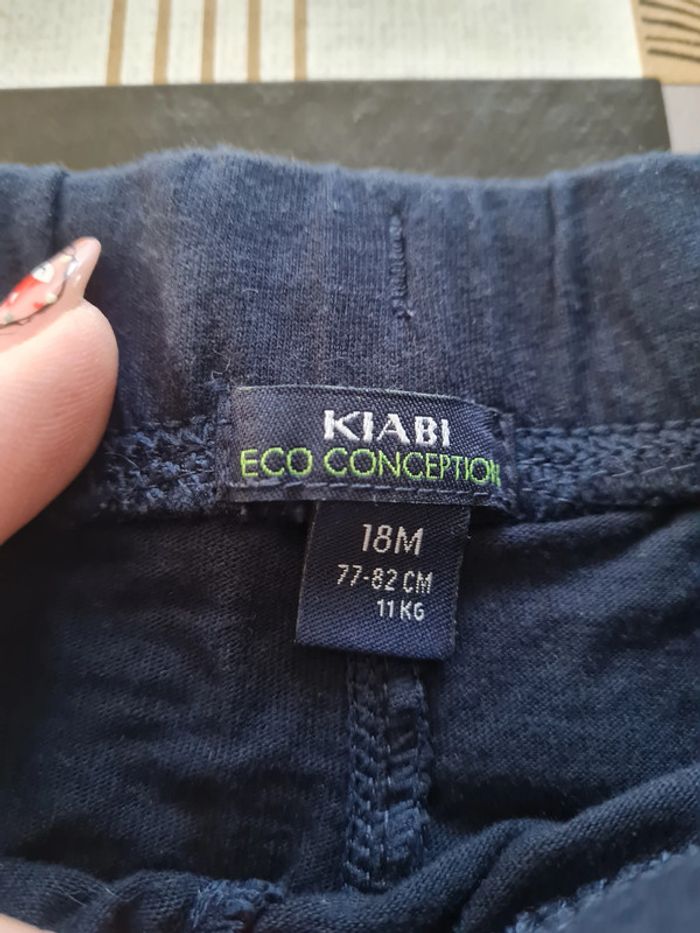 KIABI
ECO CONCEPTION
18M
77-82 CM
11 KG